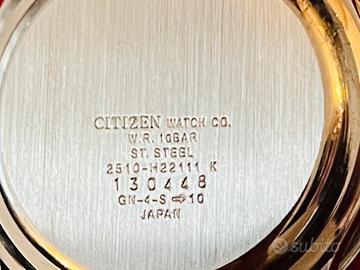 CITIZEN WATCH CO.
W.R. 10BAR
ST. STEEL
2510-H22111 K
130448
GN-4-S ⇨ 10
JAPAN
subito